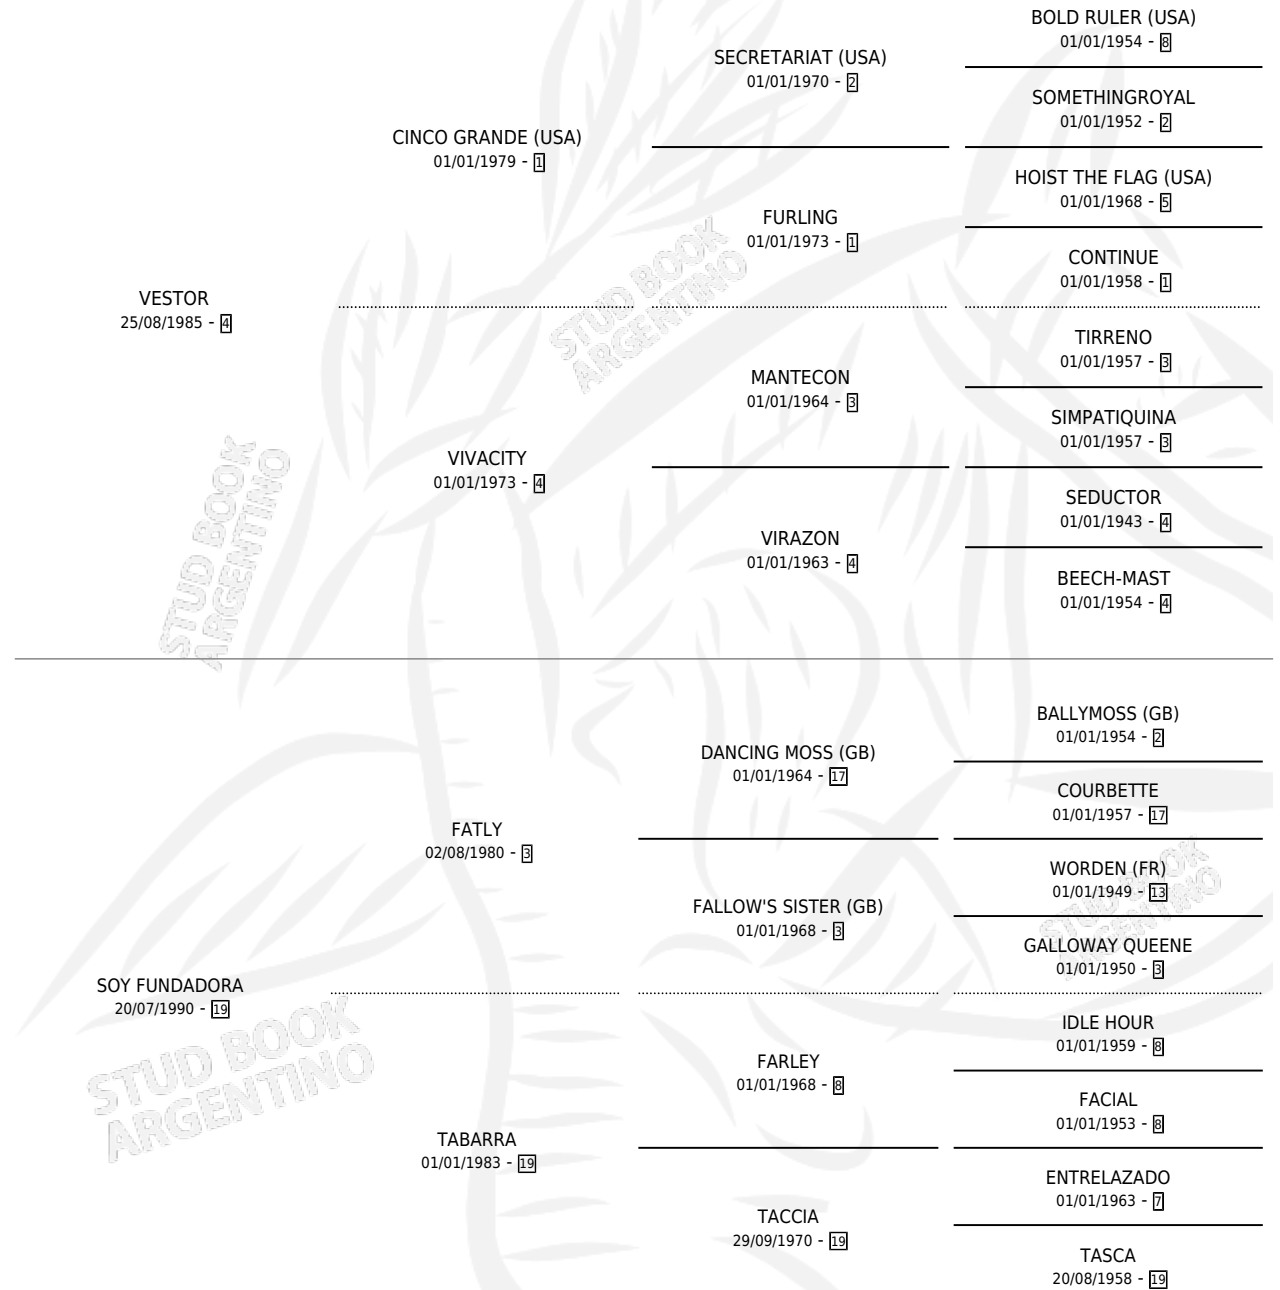 BOLD RULER (USA)
01/01/1954 - 8
SECRETARIAT (USA)
01/01/1970 - 2
SOMETHINGROYAL
01/01/1952 - 2
CINCO GRANDE (USA)
01/01/1979 - 1
HOIST THE FLAG (USA)
01/01/1968 - 5
FURLING
01/01/1973 - 1
CONTINUE
01/01/1958 - 1
VESTOR
25/08/1985 - 4
STUD BOOK
ARGENTINO
TIRRENO
01/01/1957 - 3
MANTECON
01/01/1964 - 3
SIMPATIQUINA
01/01/1957 - 3
VIVACITY
01/01/1973 - 4
SEDUCTOR
01/01/1943 - 4
VIRAZON
01/01/1963 - 4
BEECH-MAST
01/01/1954 - 4
STUD BOOK
ARGENTINO
BALLYMOSS (GB)
01/01/1954 - 2
DANCING MOSS (GB)
01/01/1964 - 17
COURBETTE
01/01/1957 - 17
FATLY
02/08/1980 - 3
WORDEN (FR)
01/01/1949 - 13
FALLOW'S SISTER (GB)
01/01/1968 - 3
GALLOWAY QUEENE
01/01/1950 - 3
STUD BOOK
ARGENTINO
SOY FUNDADORA
20/07/1990 - 19
STUD BOOK
ARGENTINO
IDLE HOUR
01/01/1959 - 8
FARLEY
01/01/1968 - 8
FACIAL
01/01/1953 - 8
TABARRA
01/01/1983 - 19
ENTRELAZADO
01/01/1963 - 7
TACCIA
29/09/1970 - 19
TASCA
20/08/1958 - 19